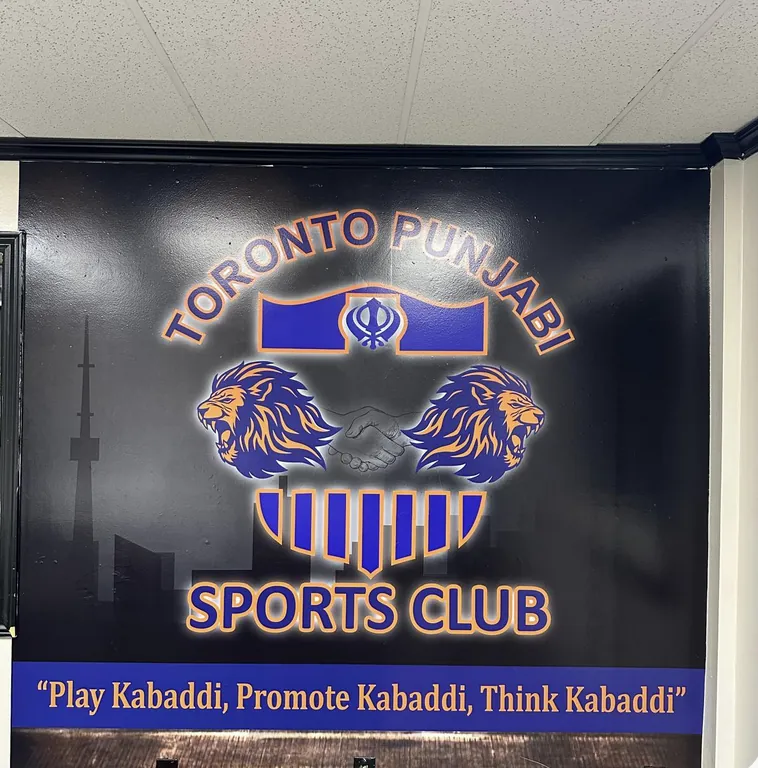 TORONTO PUNJABI
SPORTS CLUB
“Play Kabaddi, Promote Kabaddi, Think Kabaddi”